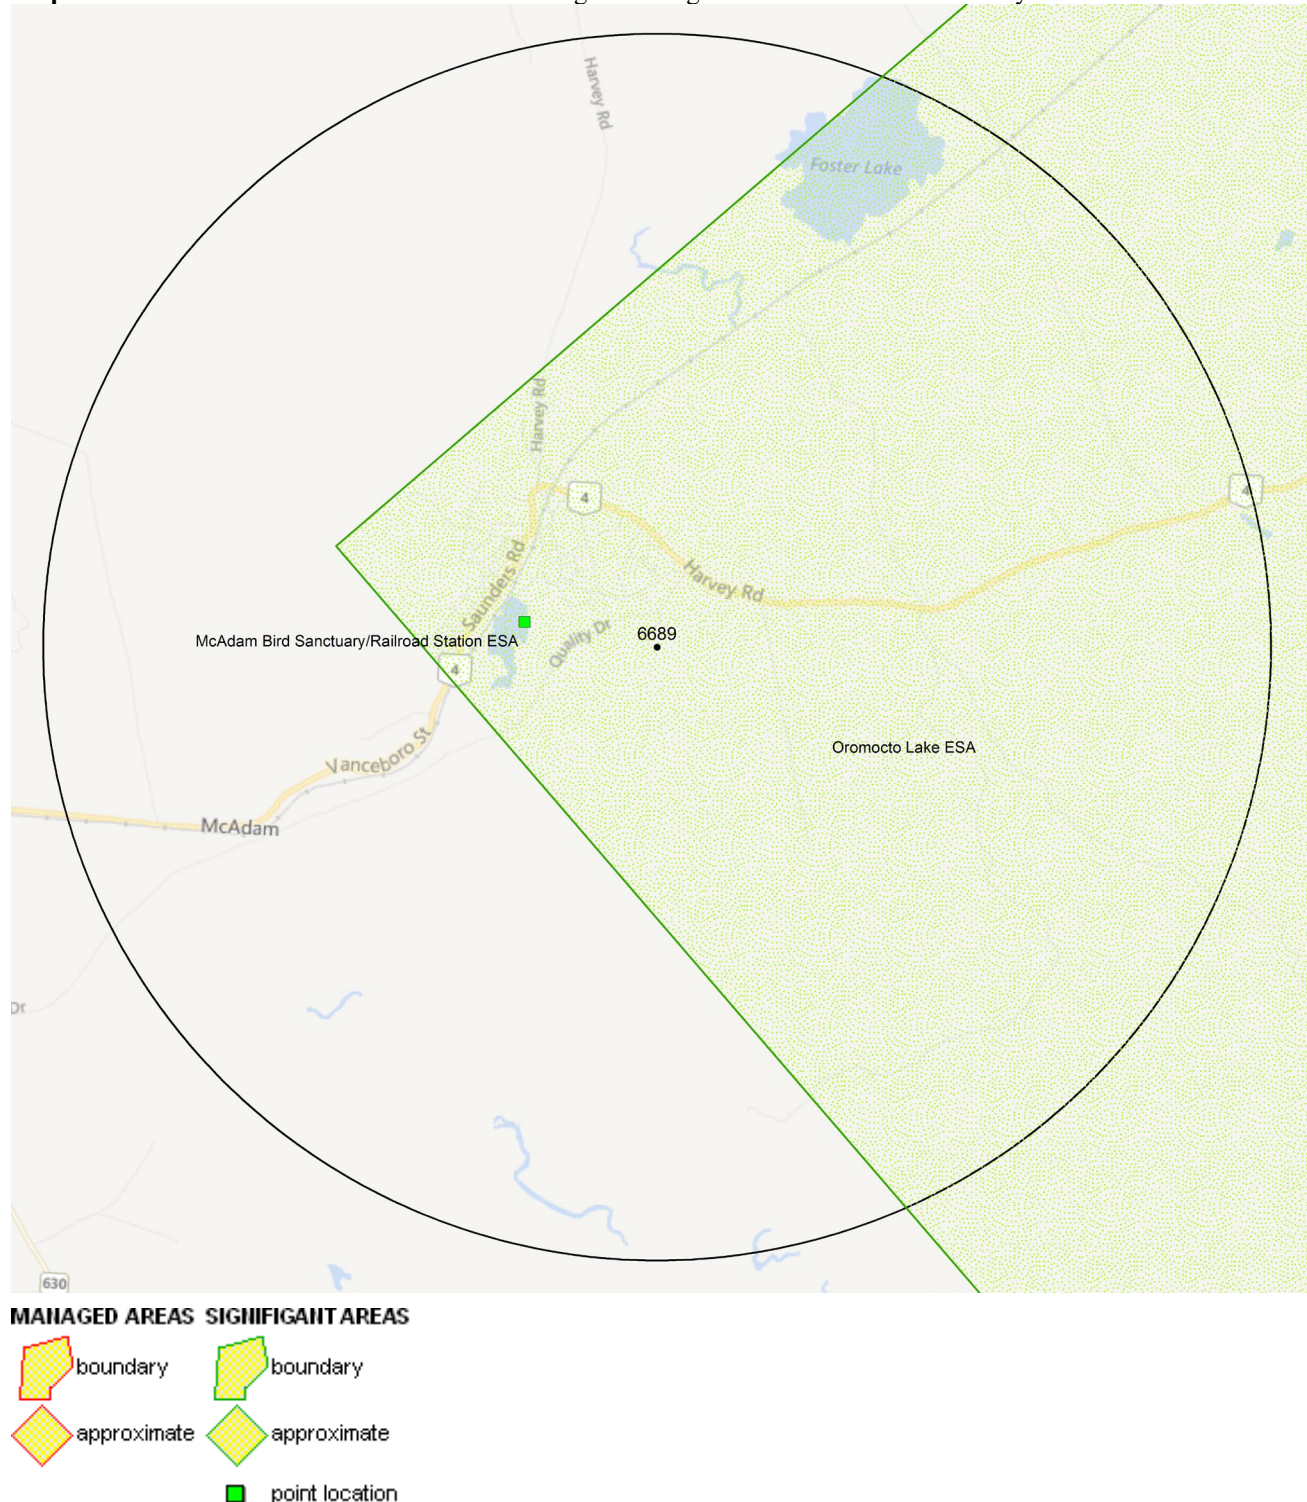 Harvey Rd
Foster Lake
Harvey Rd
4
4
Saunders Rd
Harvey Rd
McAdam Bird Sanctuary/Railroad Station ESA
Quality Dr
6689
4
Vanceboro St
Oromocto Lake ESA
McAdam
Dr
630
MANAGED AREAS SIGNIFIGANT AREAS
boundary boundary
approximate approximate
point location